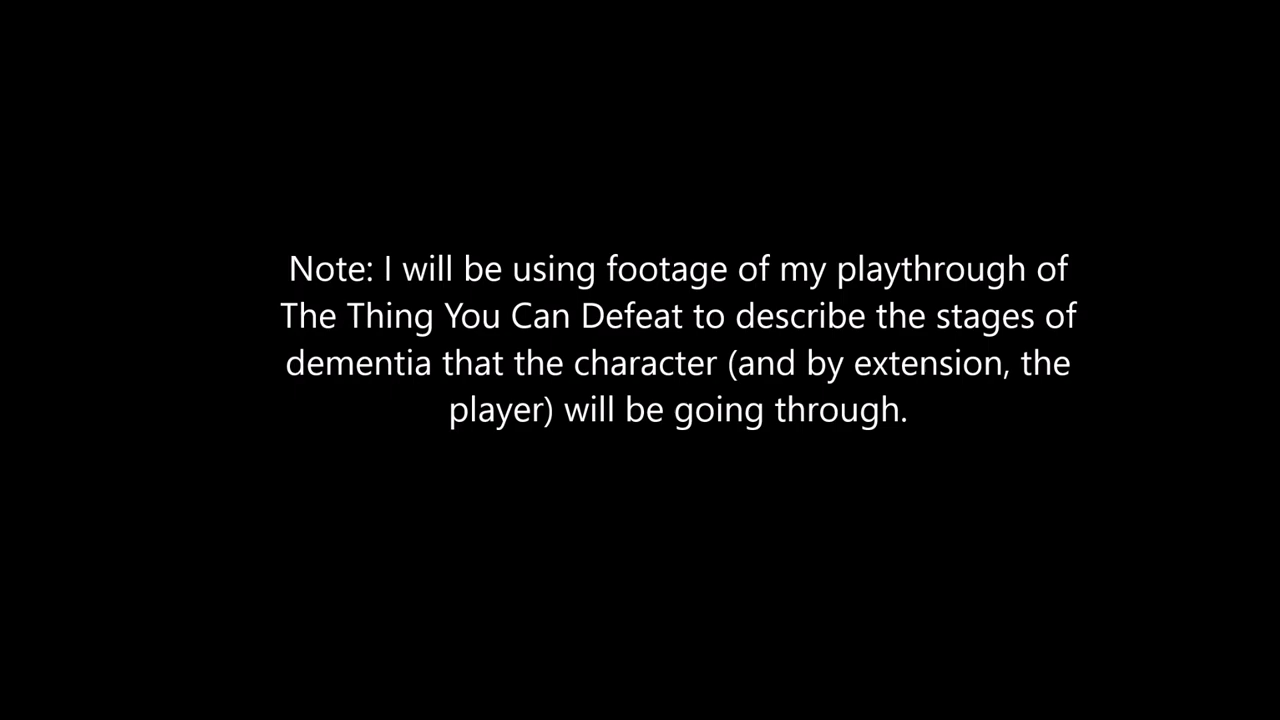 Note: I will be using footage of my playthrough of
The Thing You Can Defeat to describe the stages of
dementia that the character (and by extension, the
player) will be going through.